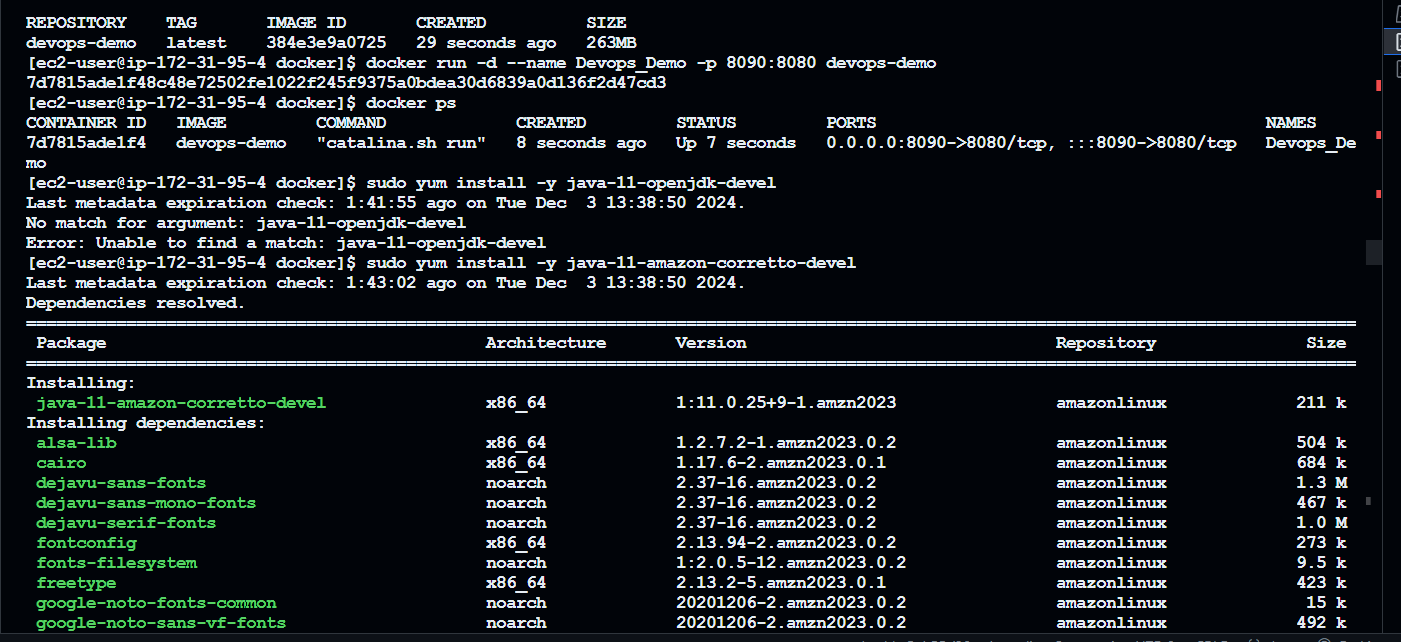 REPOSITORY TAG IMAGE ID CREATED SIZE
devops-demo latest 384e3e9a0725 29 seconds ago 263MB
[ec2-user@ip-172-31-95-4 docker]$ docker run -d --name Devops_Demo -p 8090:8080 devops-demo
7d7815ade1f48c48e72502fe1022f245f9375a0bdea30d6839a0d136f2d47cd3
[ec2-user@ip-172-31-95-4 docker]$ docker ps
CONTAINER ID IMAGE COMMAND CREATED STATUS PORTS NAMES
7d7815ade1f4 devops-demo "catalina.sh run" 8 seconds ago Up 7 seconds 0.0.0.0:8090->8080/tcp, :::8090->8080/tcp Devops_De
mo
[ec2-user@ip-172-31-95-4 docker]$ sudo yum install -y java-11-openjdk-devel
Last metadata expiration check: 1:41:55 ago on Tue Dec  3 13:38:50 2024.
No match for argument: java-11-openjdk-devel
Error: Unable to find a match: java-11-openjdk-devel
[ec2-user@ip-172-31-95-4 docker]$ sudo yum install -y java-11-amazon-corretto-devel
Last metadata expiration check: 1:43:02 ago on Tue Dec  3 13:38:50 2024.
Dependencies resolved.
Package Architecture Version Repository Size
Installing:
java-11-amazon-corretto-devel x86_64 1:11.0.25+9-1.amzn2023 amazonlinux 211 k
Installing dependencies:
alsa-lib x86_64 1.2.7.2-1.amzn2023.0.2 amazonlinux 504 k
cairo x86_64 1.17.6-2.amzn2023.0.1 amazonlinux 684 k
dejavu-sans-fonts noarch 2.37-16.amzn2023.0.2 amazonlinux 1.3 M
dejavu-sans-mono-fonts noarch 2.37-16.amzn2023.0.2 amazonlinux 467 k
dejavu-serif-fonts noarch 2.37-16.amzn2023.0.2 amazonlinux 1.0 M
fontconfig x86_64 2.13.94-2.amzn2023.0.2 amazonlinux 273 k
fonts-filesystem noarch 1:2.0.5-12.amzn2023.0.2 amazonlinux 9.5 k
freetype x86_64 2.13.2-5.amzn2023.0.1 amazonlinux 423 k
google-noto-fonts-common noarch 20201206-2.amzn2023.0.2 amazonlinux 15 k
google-noto-sans-vf-fonts noarch 20201206-2.amzn2023.0.2 amazonlinux 492 k